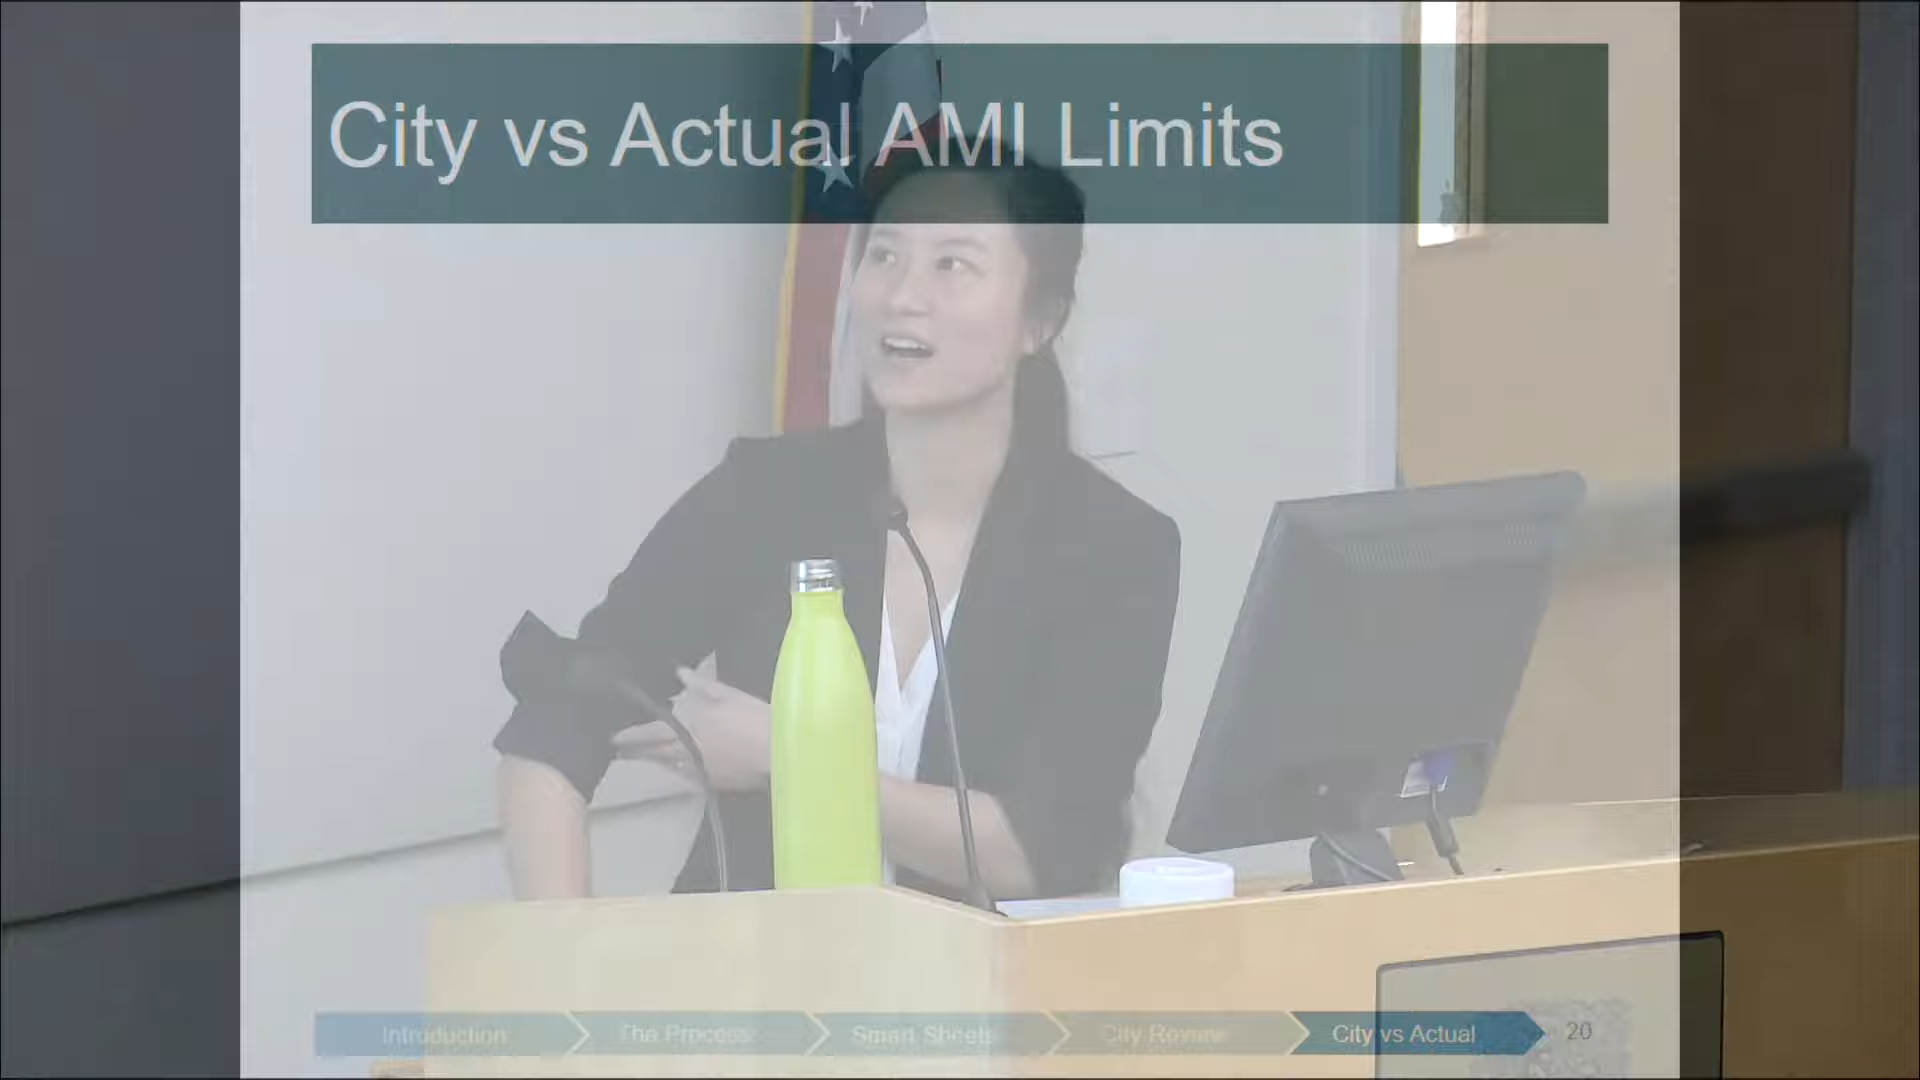 City vs Actual AMI Limits
Introduction
The Process
Smart Sheets
City Review
City vs Actual
20